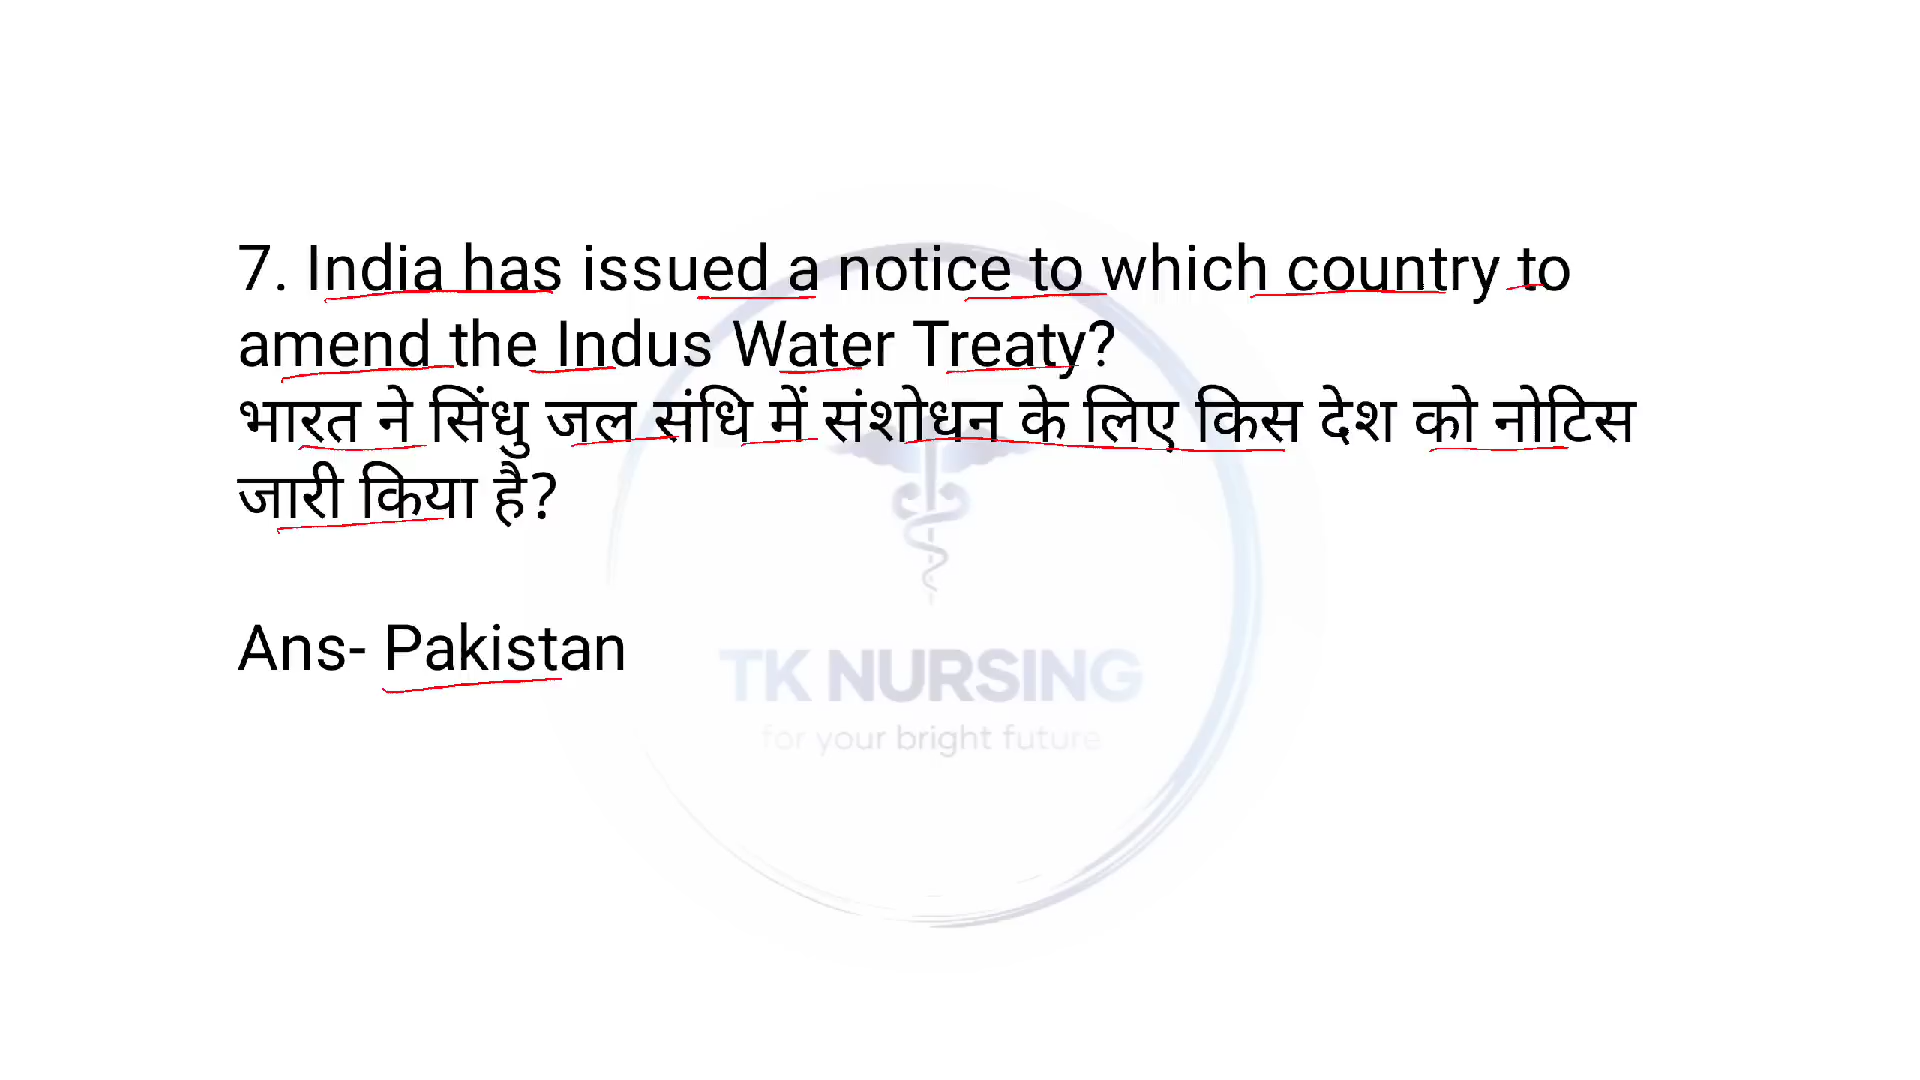 7. India has issued a notice to which country to
amend the Indus Water Treaty?
भारत ने सिंधु जल संधि में संशोधन के लिए किस देश को नोटिस
जारी किया है?
Ans- Pakistan
TK NURSING
for your bright future